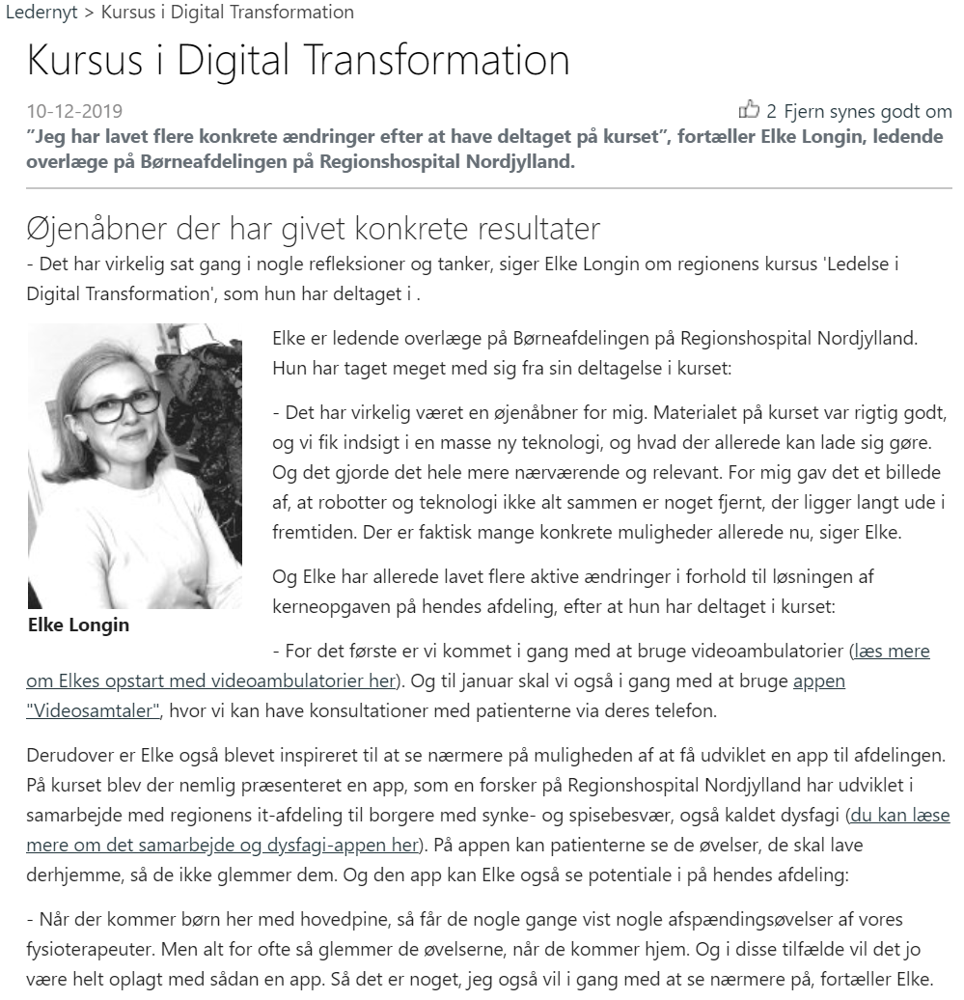 Ledernyt > Kursus i Digital Transformation
Kursus i Digital Transformation
10-12-2019
2 Fjern synes godt om
”Jeg har lavet flere konkrete ændringer efter at have deltaget på kurset”, fortæller Elke Longin, ledende
overlæge på Børneafdelingen på Regionshospital Nordjylland.
Øjenåbner der har givet konkrete resultater
- Det har virkelig sat gang i nogle refleksioner og tanker, siger Elke Longin om regionens kursus 'Ledelse i
Digital Transformation', som hun har deltaget i .
Elke er ledende overlæge på Børneafdelingen på Regionshospital Nordjylland.
Hun har taget meget med sig fra sin deltagelse i kurset:
- Det har virkelig været en øjenåbner for mig. Materialet på kurset var rigtig godt,
og vi fik indsigt i en masse ny teknologi, og hvad der allerede kan lade sig gøre.
Og det gjorde det hele mere nærværende og relevant. For mig gav det et billede
af, at robotter og teknologi ikke alt sammen er noget fjernt, der ligger langt ude i
fremtiden. Der er faktisk mange konkrete muligheder allerede nu, siger Elke.
Og Elke har allerede lavet flere aktive ændringer i forhold til løsningen af
kerneopgaven på hendes afdeling, efter at hun har deltaget i kurset:
Elke Longin
- For det første er vi kommet i gang med at bruge videoambulatorier (læs mere
om Elkes opstart med videoambulatorier her). Og til januar skal vi også i gang med at bruge appen
"Videosamtaler", hvor vi kan have konsultationer med patienterne via deres telefon.
Derudover er Elke også blevet inspireret til at se nærmere på muligheden af at få udviklet en app til afdelingen.
På kurset blev der nemlig præsenteret en app, som en forsker på Regionshospital Nordjylland har udviklet i
samarbejde med regionens it-afdeling til borgere med synke- og spisebesvær, også kaldet dysfagi (du kan læse
mere om det samarbejde og dysfagi-appen her). På appen kan patienterne se de øvelser, de skal lave
derhjemme, så de ikke glemmer dem. Og den app kan Elke også se potentiale i på hendes afdeling:
- Når der kommer børn her med hovedpine, så får de nogle gange vist nogle afspændingsøvelser af vores
fysioterapeuter. Men alt for ofte så glemmer de øvelserne, når de kommer hjem. Og i disse tilfælde vil det jo
være helt oplagt med sådan en app. Så det er noget, jeg også vil i gang med at se nærmere på, fortæller Elke.